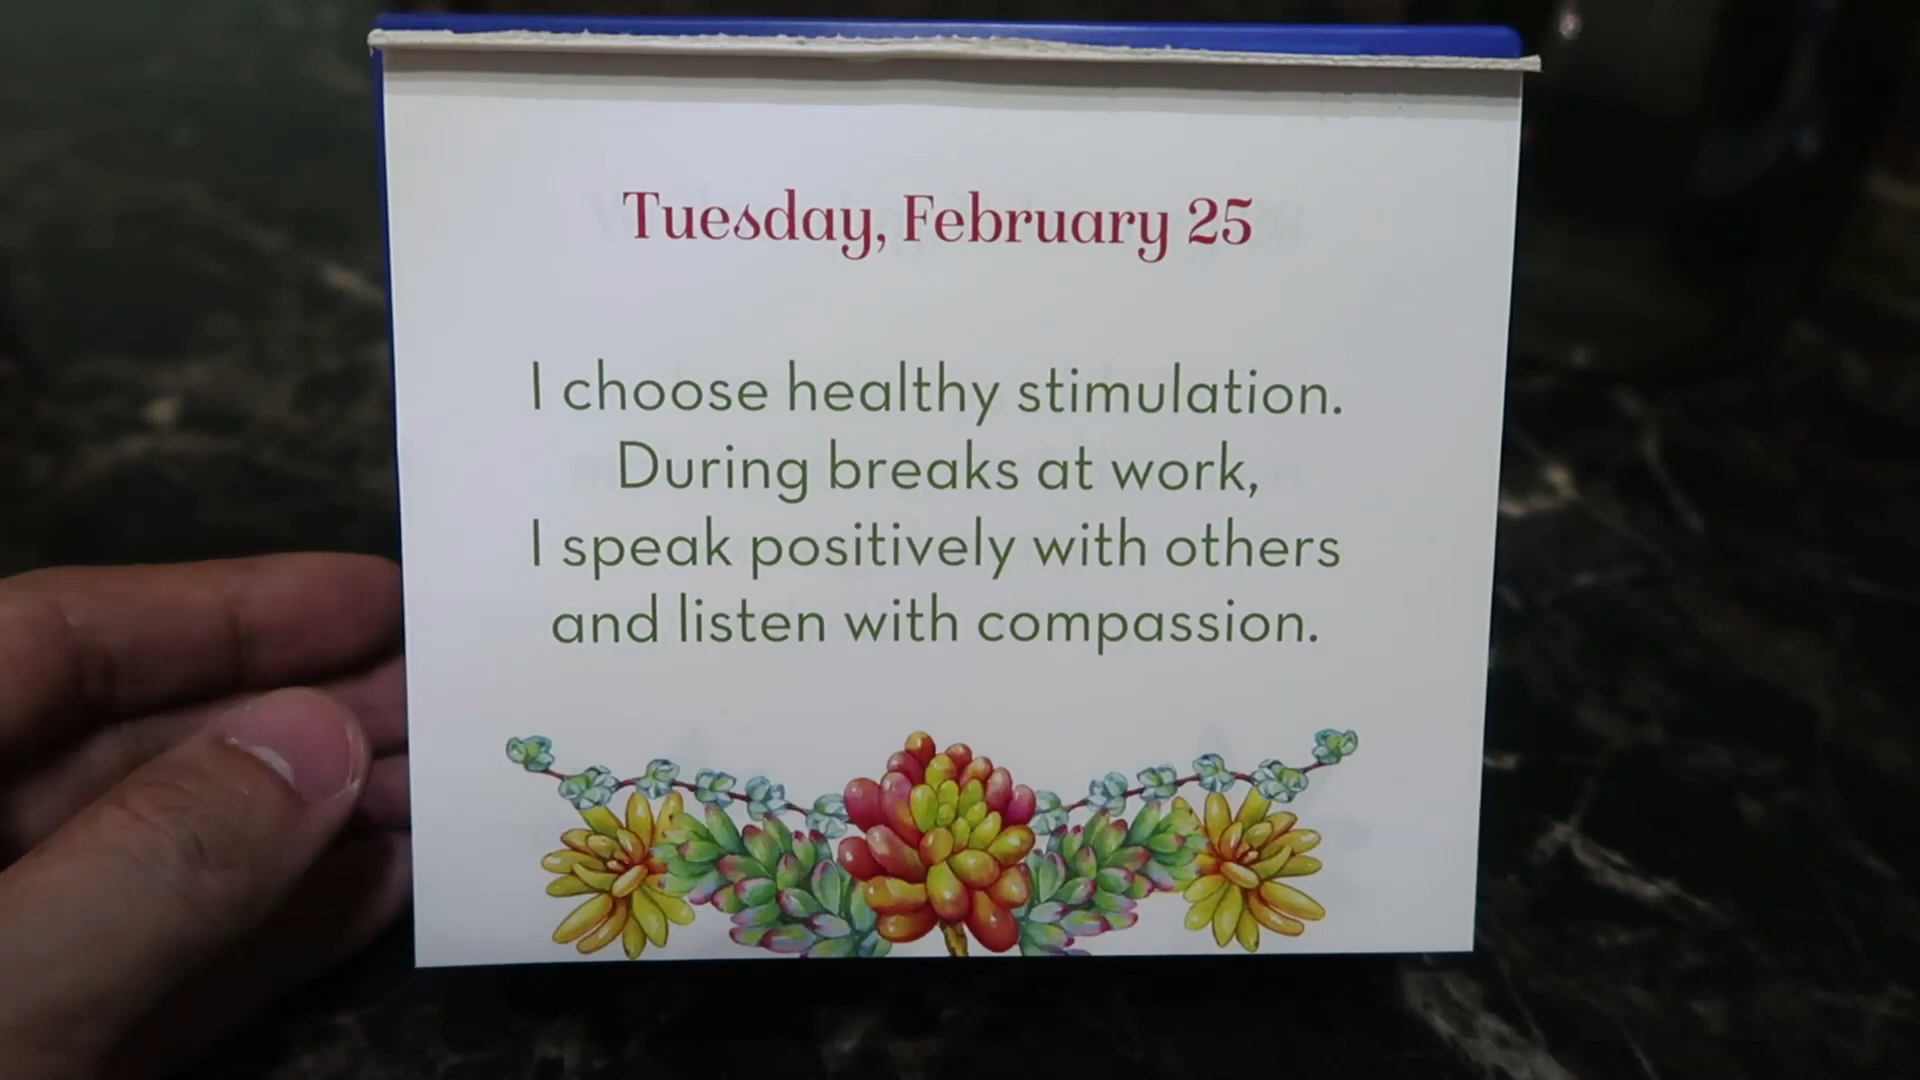 Tuesday, February 25
I choose healthy stimulation.
During breaks at work,
I speak positively with others
and listen with compassion.